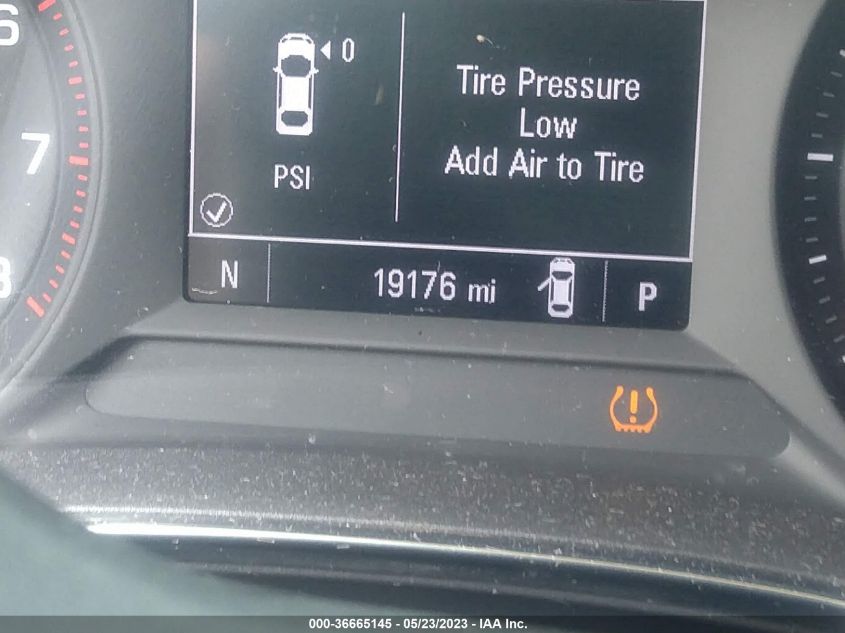 6
7
8
0
PSI
Tire Pressure
Low
Add Air to Tire
N
19176 mi
P
000-36665145 - 05/23/2023 - IAA Inc.